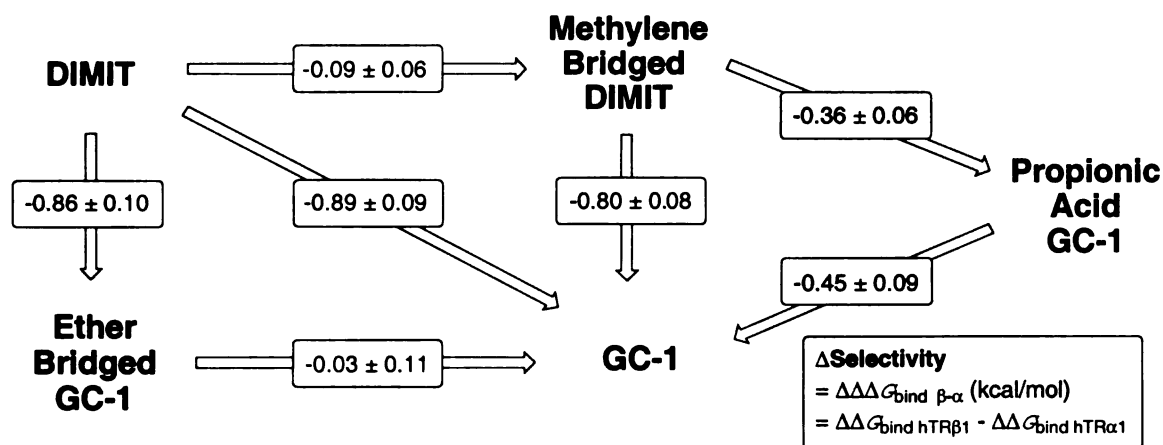 DIMIT
-0.09 ± 0.06
Methylene
Bridged
DIMIT
-0.36 ± 0.06
-0.86 ± 0.10
-0.89 ± 0.09
-0.80 ± 0.08
Propionic
Acid
GC-1
-0.45 ± 0.09
Ether
Bridged
GC-1
-0.03 ± 0.11
GC-1
ΔSelectivity
= ΔΔΔGbind β-α (kcal/mol)
= ΔΔGbind hTRβ1 - ΔΔGbind hTRα1